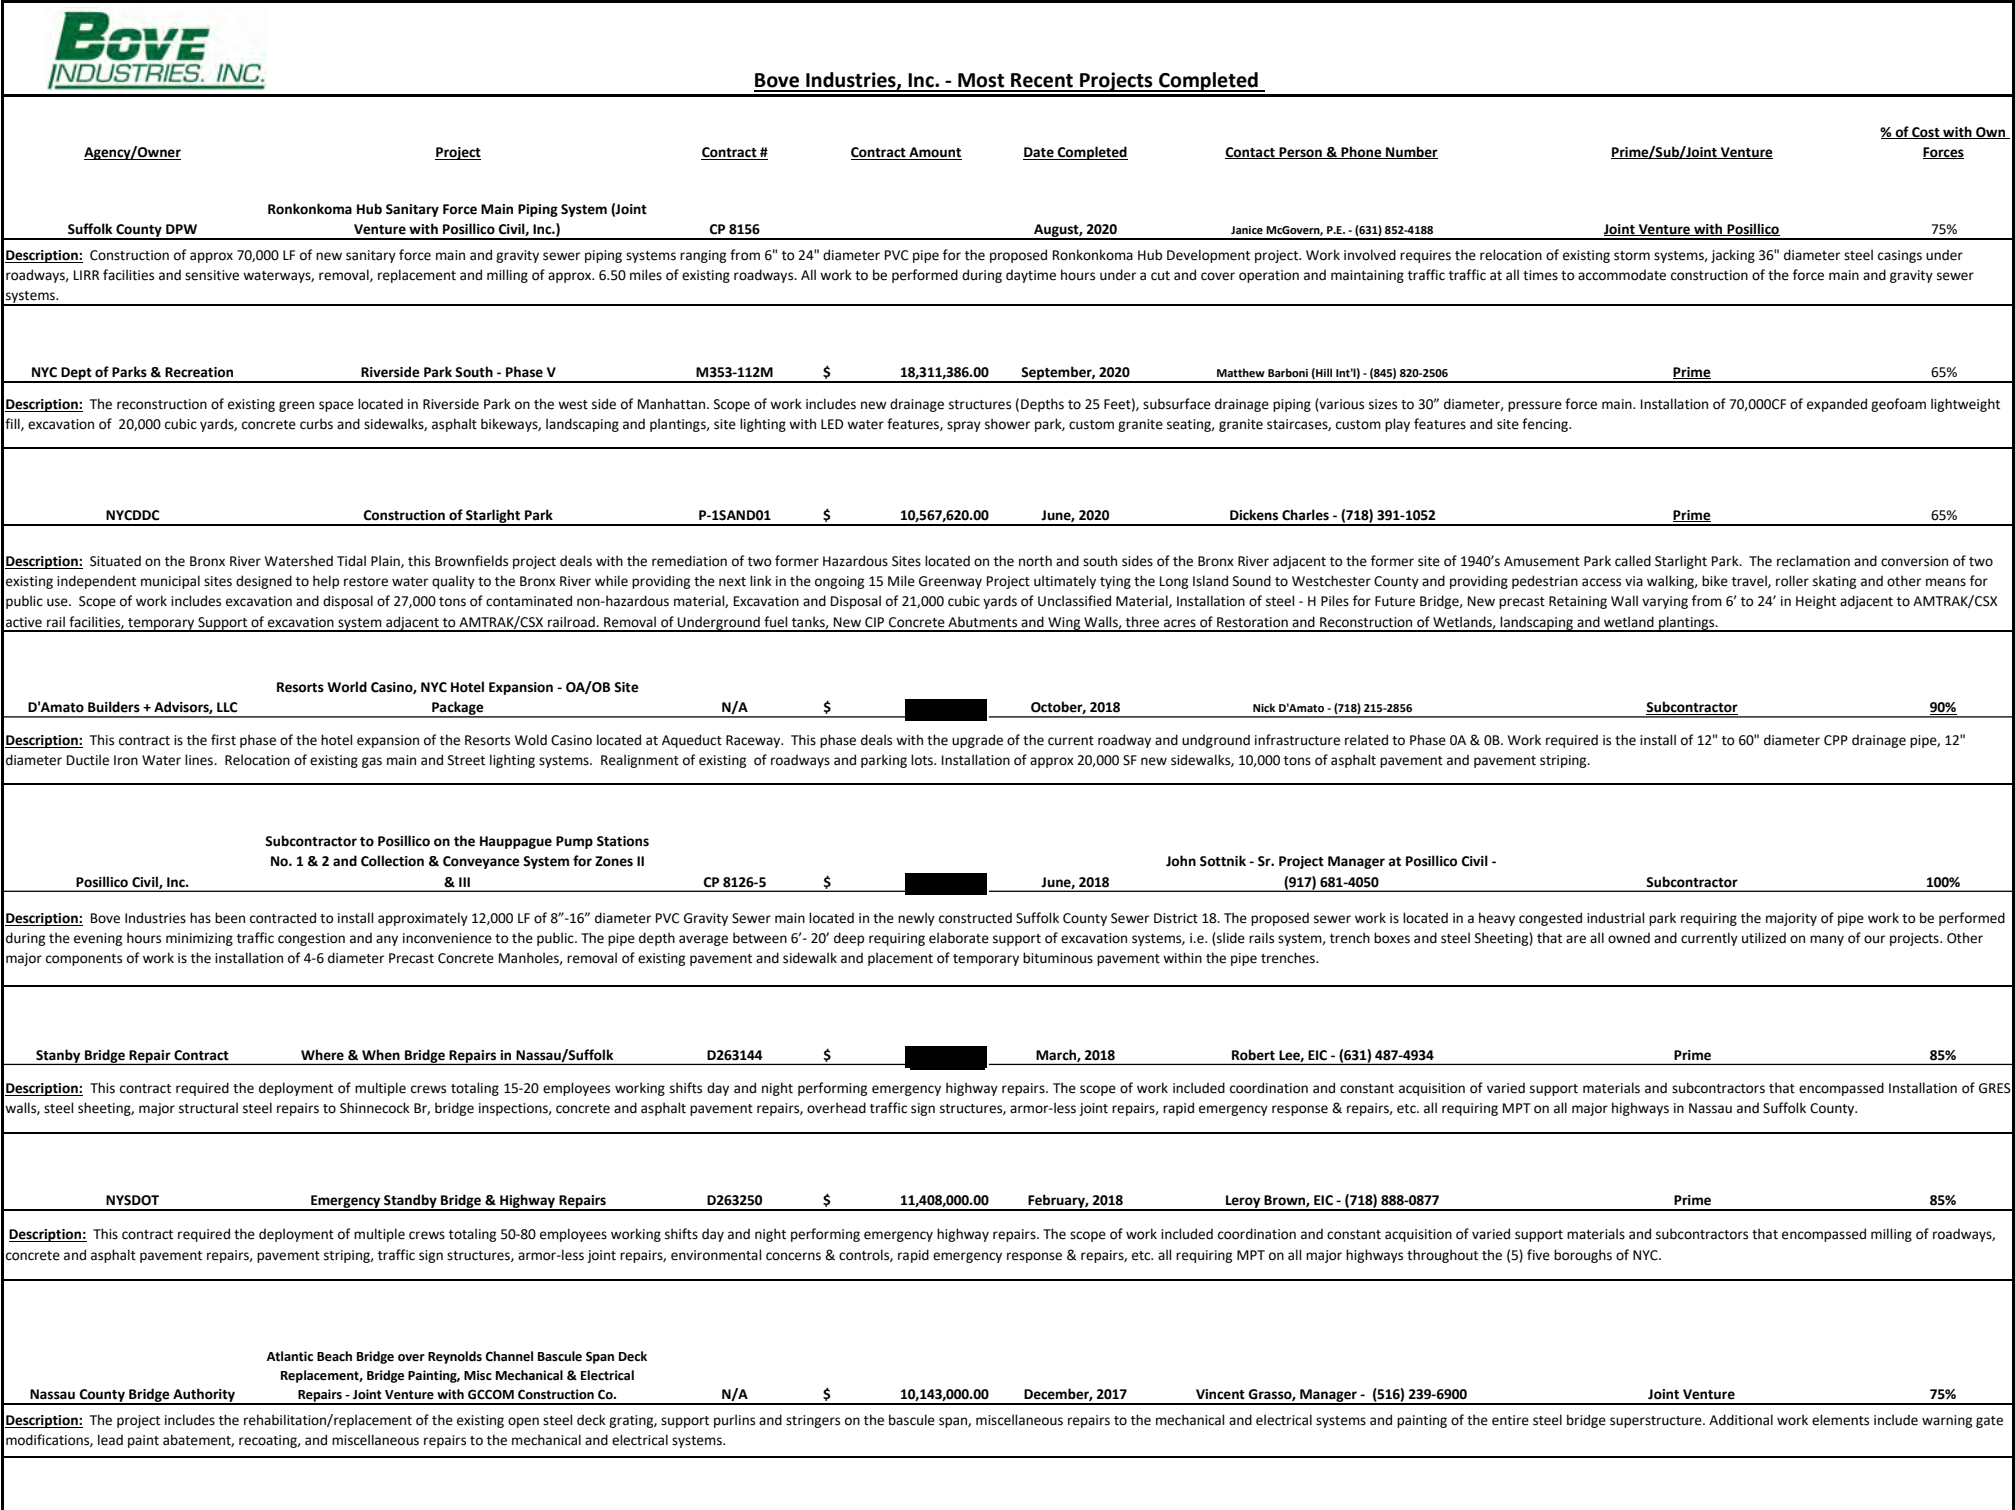 BOVE
INDUSTRIES. INC.
Bove Industries, Inc. - Most Recent Projects Completed
Agency/Owner Project Contract # Contract Amount Date Completed Contact Person & Phone Number Prime/Sub/Joint Venture % of Cost with Own Forces
Ronkonkoma Hub Sanitary Force Main Piping System (Joint
Suffolk County DPW Venture with Posillico Civil, Inc.) CP 8156 August, 2020 Janice McGovern, P.E. - (631) 852-4188 Joint Venture with Posillico 75%
Description: Construction of approx 70,000 LF of new sanitary force main and gravity sewer piping systems ranging from 6" to 24" diameter PVC pipe for the proposed Ronkonkoma Hub Development project. Work involved requires the relocation of existing storm systems, jacking 36" diameter steel casings under
roadways, LIRR facilities and sensitive waterways, removal, replacement and milling of approx. 6.50 miles of existing roadways. All work to be performed during daytime hours under a cut and cover operation and maintaining traffic traffic at all times to accommodate construction of the force main and gravity sewer
systems.
NYC Dept of Parks & Recreation Riverside Park South - Phase V M353-112M $ 18,311,386.00 September, 2020 Matthew Barboni (Hill Int'l) - (845) 820-2506 Prime 65%
Description: The reconstruction of existing green space located in Riverside Park on the west side of Manhattan. Scope of work includes new drainage structures (Depths to 25 Feet), subsurface drainage piping (various sizes to 30” diameter, pressure force main. Installation of 70,000CF of expanded geofoam lightweight
fill, excavation of 20,000 cubic yards, concrete curbs and sidewalks, asphalt bikeways, landscaping and plantings, site lighting with LED water features, spray shower park, custom granite seating, granite staircases, custom play features and site fencing.
NYCDDC Construction of Starlight Park P-1SAND01 $ 10,567,620.00 June, 2020 Dickens Charles - (718) 391-1052 Prime 65%
Description: Situated on the Bronx River Watershed Tidal Plain, this Brownfields project deals with the remediation of two former Hazardous Sites located on the north and south sides of the Bronx River adjacent to the former site of 1940’s Amusement Park called Starlight Park. The reclamation and conversion of two
existing independent municipal sites designed to help restore water quality to the Bronx River while providing the next link in the ongoing 15 Mile Greenway Project ultimately tying the Long Island Sound to Westchester County and providing pedestrian access via walking, bike travel, roller skating and other means for
public use. Scope of work includes excavation and disposal of 27,000 tons of contaminated non-hazardous material, Excavation and Disposal of 21,000 cubic yards of Unclassified Material, Installation of steel - H Piles for Future Bridge, New precast Retaining Wall varying from 6’ to 24’ in Height adjacent to AMTRAK/CSX
active rail facilities, temporary Support of excavation system adjacent to AMTRAK/CSX railroad. Removal of Underground fuel tanks, New CIP Concrete Abutments and Wing Walls, three acres of Restoration and Reconstruction of Wetlands, landscaping and wetland plantings.
Resorts World Casino, NYC Hotel Expansion - OA/OB Site
D'Amato Builders + Advisors, LLC Package N/A $ October, 2018 Nick D'Amato - (718) 215-2856 Subcontractor 90%
Description: This contract is the first phase of the hotel expansion of the Resorts Wold Casino located at Aqueduct Raceway. This phase deals with the upgrade of the current roadway and undground infrastructure related to Phase 0A & 0B. Work required is the install of 12" to 60" diameter CPP drainage pipe, 12"
diameter Ductile Iron Water lines. Relocation of existing gas main and Street lighting systems. Realignment of existing of roadways and parking lots. Installation of approx 20,000 SF new sidewalks, 10,000 tons of asphalt pavement and pavement striping.
Subcontractor to Posillico on the Hauppague Pump Stations
No. 1 & 2 and Collection & Conveyance System for Zones II John Sottnik - Sr. Project Manager at Posillico Civil -
Posillico Civil, Inc. & III CP 8126-5 $ June, 2018 (917) 681-4050 Subcontractor 100%
Description: Bove Industries has been contracted to install approximately 12,000 LF of 8”-16” diameter PVC Gravity Sewer main located in the newly constructed Suffolk County Sewer District 18. The proposed sewer work is located in a heavy congested industrial park requiring the majority of pipe work to be performed
during the evening hours minimizing traffic congestion and any inconvenience to the public. The pipe depth average between 6’- 20’ deep requiring elaborate support of excavation systems, i.e. (slide rails system, trench boxes and steel Sheeting) that are all owned and currently utilized on many of our projects. Other
major components of work is the installation of 4-6 diameter Precast Concrete Manholes, removal of existing pavement and sidewalk and placement of temporary bituminous pavement within the pipe trenches.
Stanby Bridge Repair Contract Where & When Bridge Repairs in Nassau/Suffolk D263144 $ March, 2018 Robert Lee, EIC - (631) 487-4934 Prime 85%
Description: This contract required the deployment of multiple crews totaling 15-20 employees working shifts day and night performing emergency highway repairs. The scope of work included coordination and constant acquisition of varied support materials and subcontractors that encompassed Installation of GRES
walls, steel sheeting, major structural steel repairs to Shinnecock Br, bridge inspections, concrete and asphalt pavement repairs, overhead traffic sign structures, armor-less joint repairs, rapid emergency response & repairs, etc. all requiring MPT on all major highways in Nassau and Suffolk County.
NYSDOT Emergency Standby Bridge & Highway Repairs D263250 $ 11,408,000.00 February, 2018 Leroy Brown, EIC - (718) 888-0877 Prime 85%
Description: This contract required the deployment of multiple crews totaling 50-80 employees working shifts day and night performing emergency highway repairs. The scope of work included coordination and constant acquisition of varied support materials and subcontractors that encompassed milling of roadways,
concrete and asphalt pavement repairs, pavement striping, traffic sign structures, armor-less joint repairs, environmental concerns & controls, rapid emergency response & repairs, etc. all requiring MPT on all major highways throughout the (5) five boroughs of NYC.
Atlantic Beach Bridge over Reynolds Channel Bascule Span Deck
Replacement, Bridge Painting, Misc Mechanical & Electrical
Nassau County Bridge Authority Repairs - Joint Venture with GCCOM Construction Co. N/A $ 10,143,000.00 December, 2017 Vincent Grasso, Manager - (516) 239-6900 Joint Venture 75%
Description: The project includes the rehabilitation/replacement of the existing open steel deck grating, support purlins and stringers on the bascule span, miscellaneous repairs to the mechanical and electrical systems and painting of the entire steel bridge superstructure. Additional work elements include warning gate
modifications, lead paint abatement, recoating, and miscellaneous repairs to the mechanical and electrical systems.